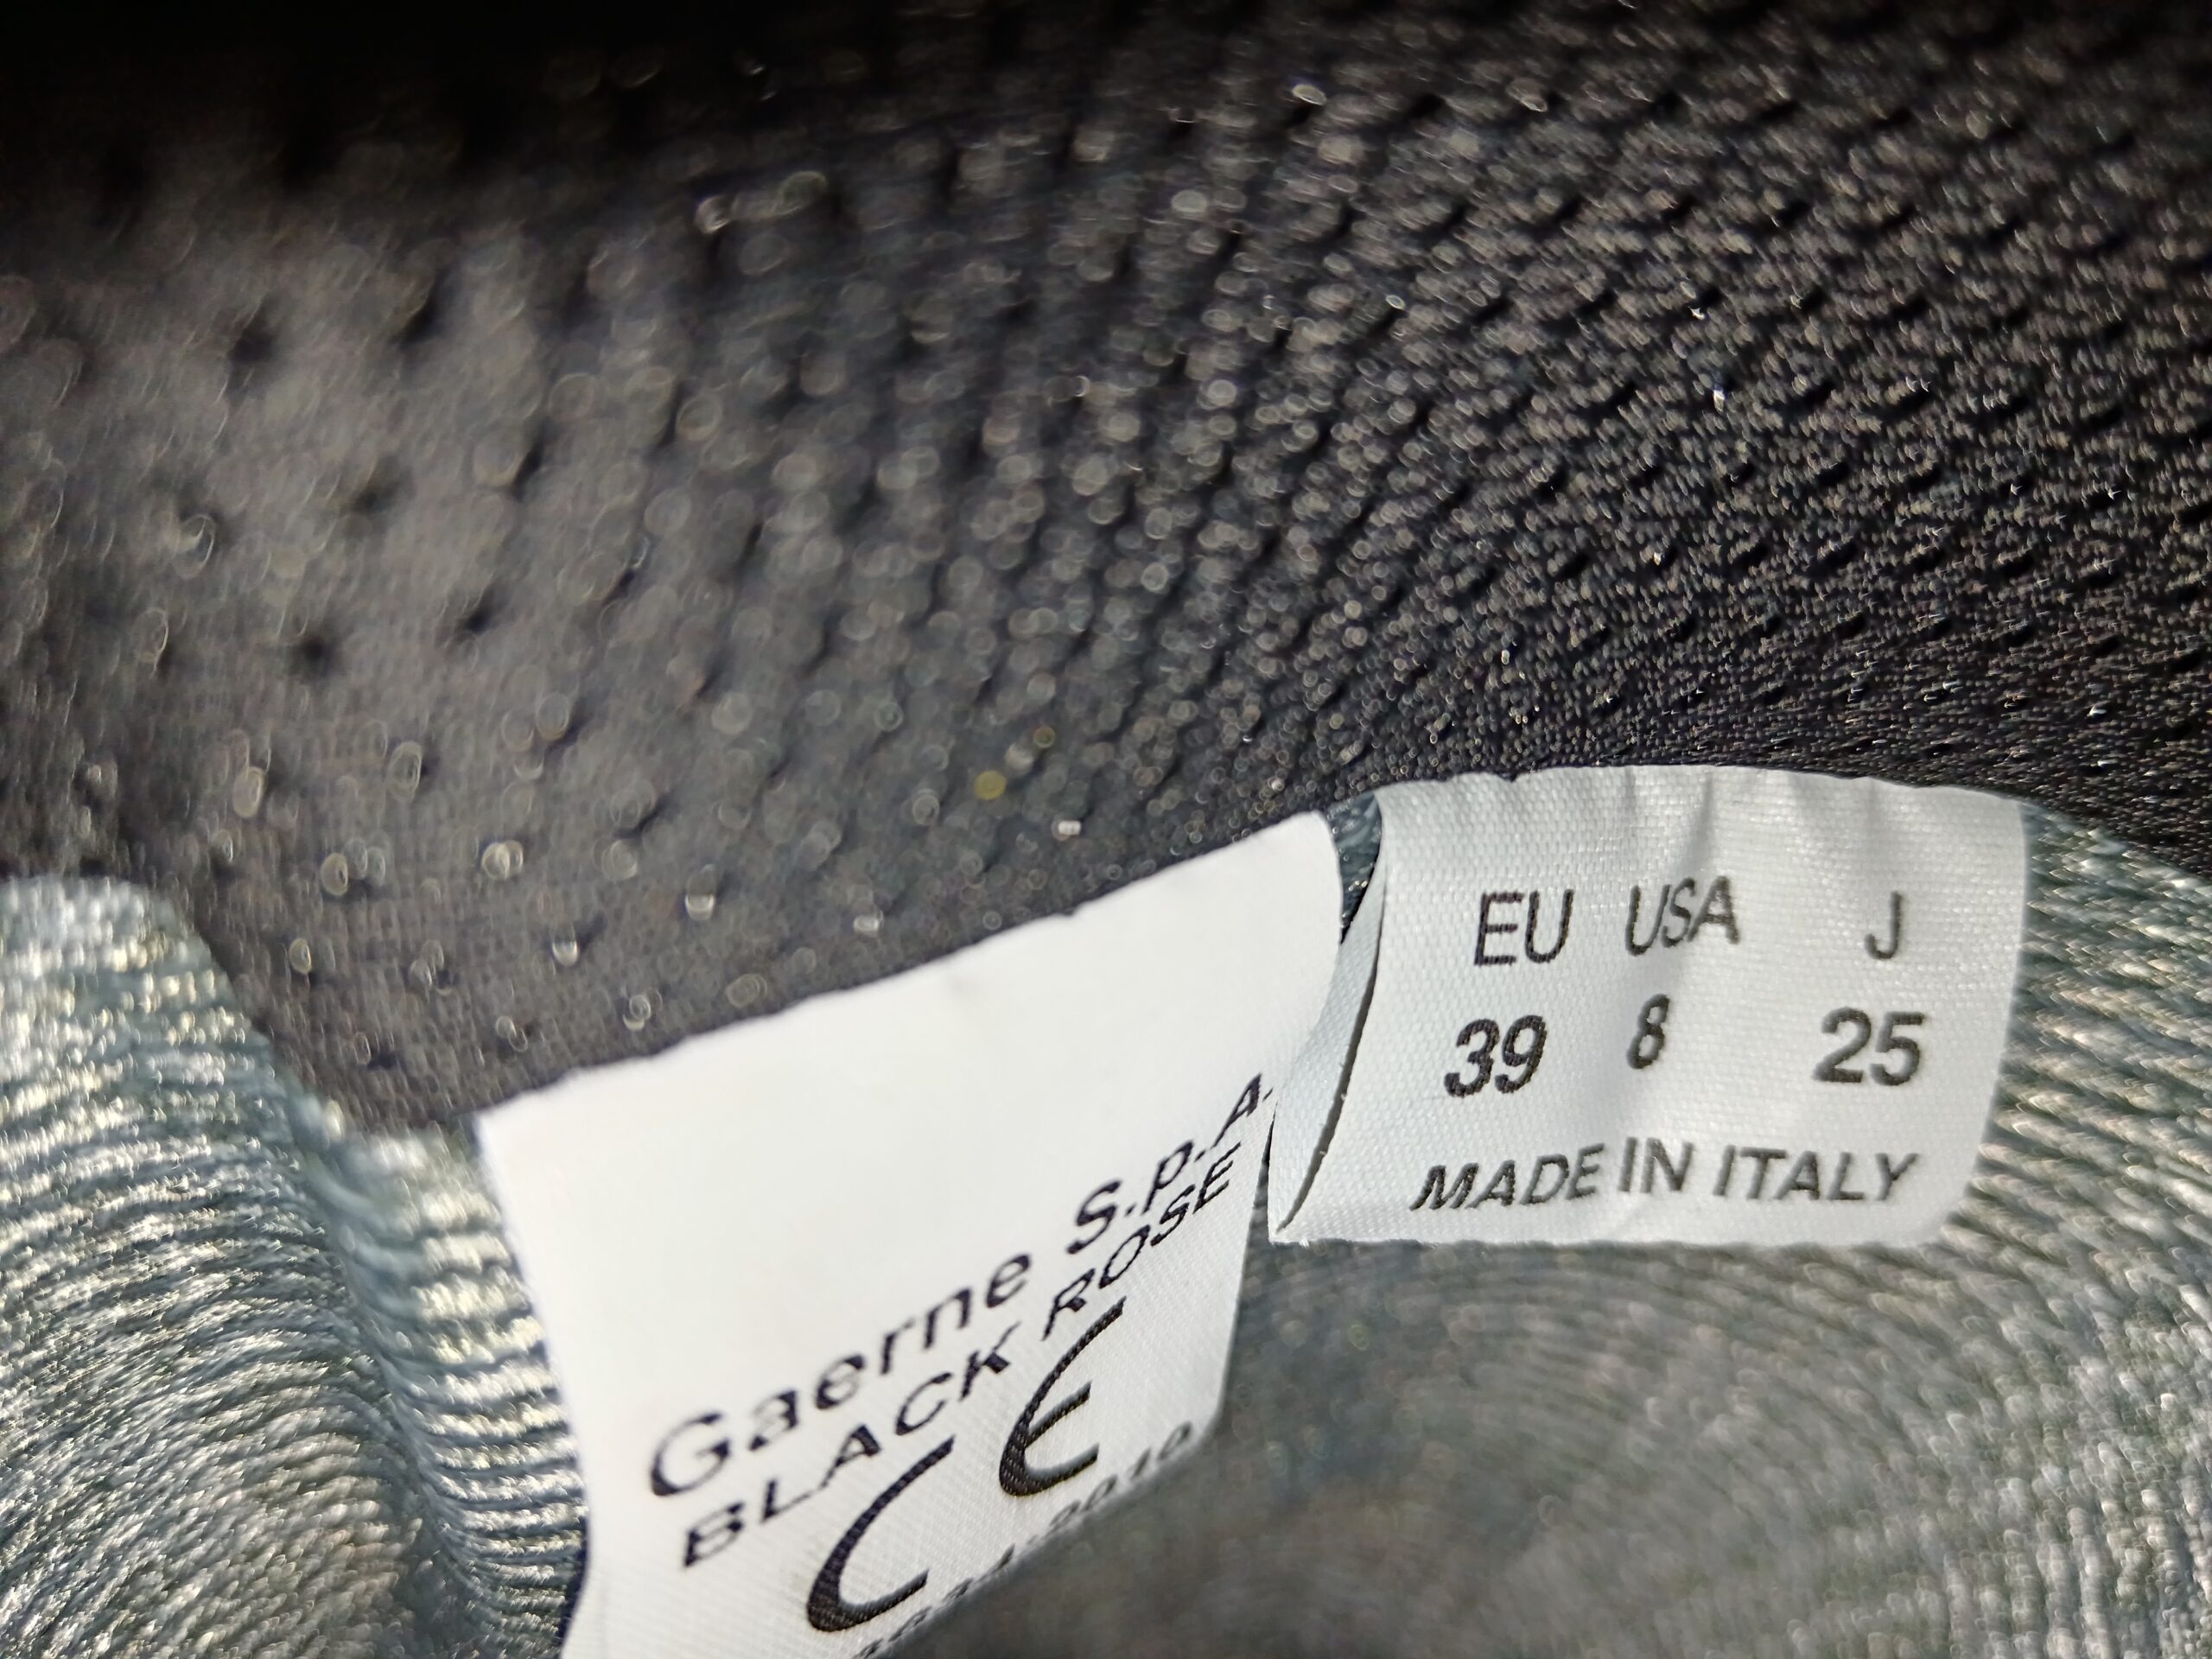 Gaerne S.p.A.
BLACK ROSE
CE
EU USA J
39 8 25
MADE IN ITALY